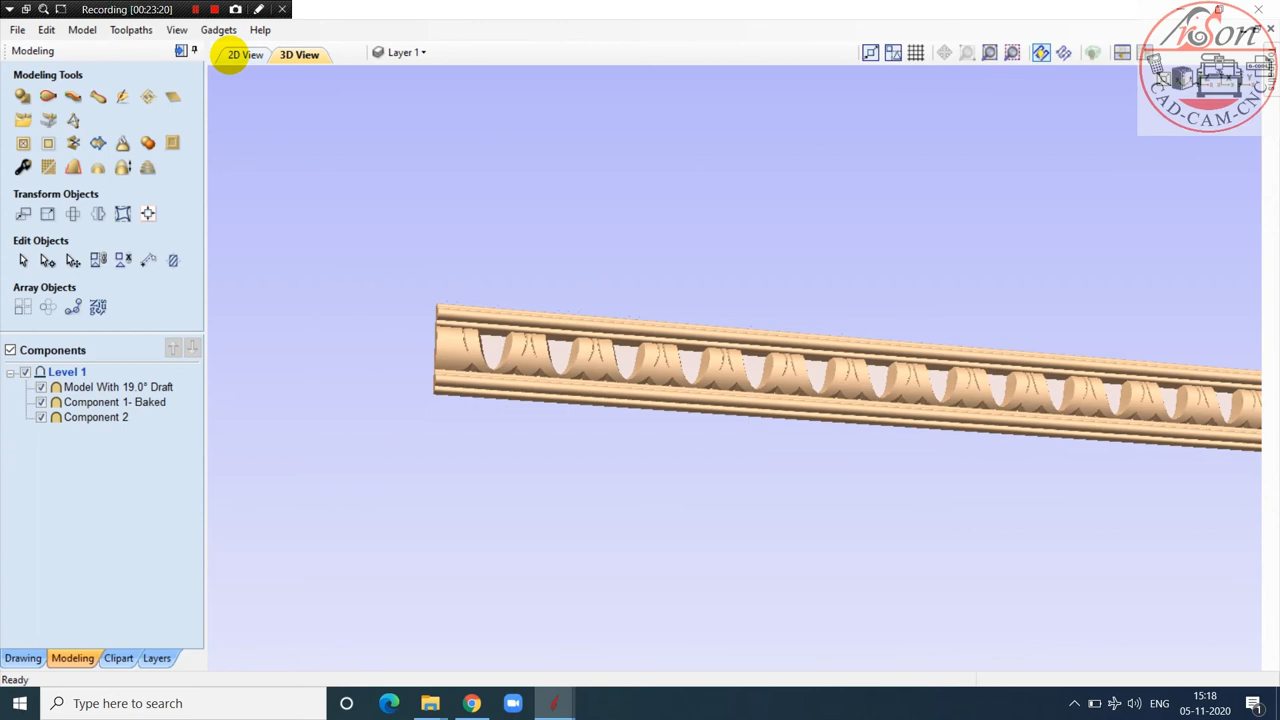 Recording [00:23:20]
File Edit Model Toolpaths View Gadgets Help
Modeling
2D View 3D View Layer 1
Modeling Tools
Transform Objects
Edit Objects
Array Objects
Components
Level 1
Model With 19.0° Draft
Component 1- Baked
Component 2
Drawing Modeling Clipart Layers
Ready
Type here to search
ENG
15:18
05-11-2020
CAD-CAM-CNC